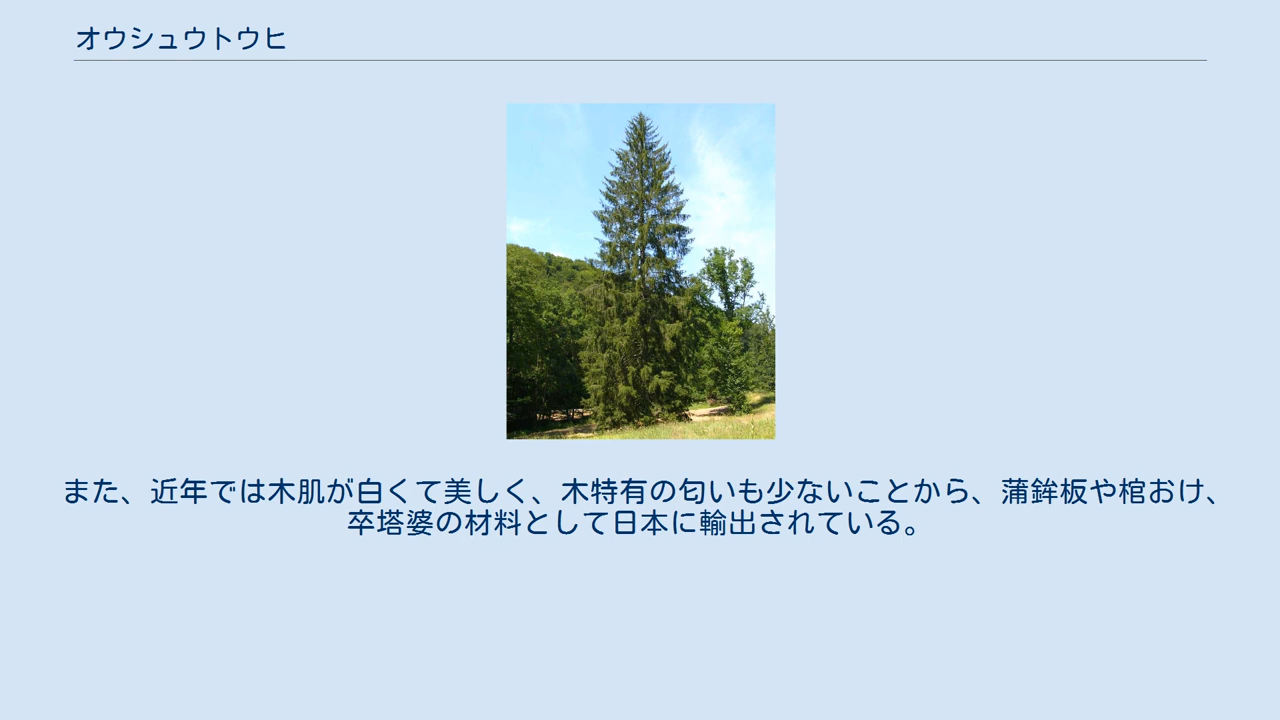 オウシュウトウヒ
また、近年では木肌が白くて美しく、木特有の匂いも少ないことから、蒲鉾板や棺おけ、
卒塔婆の材料として日本に輸出されている。